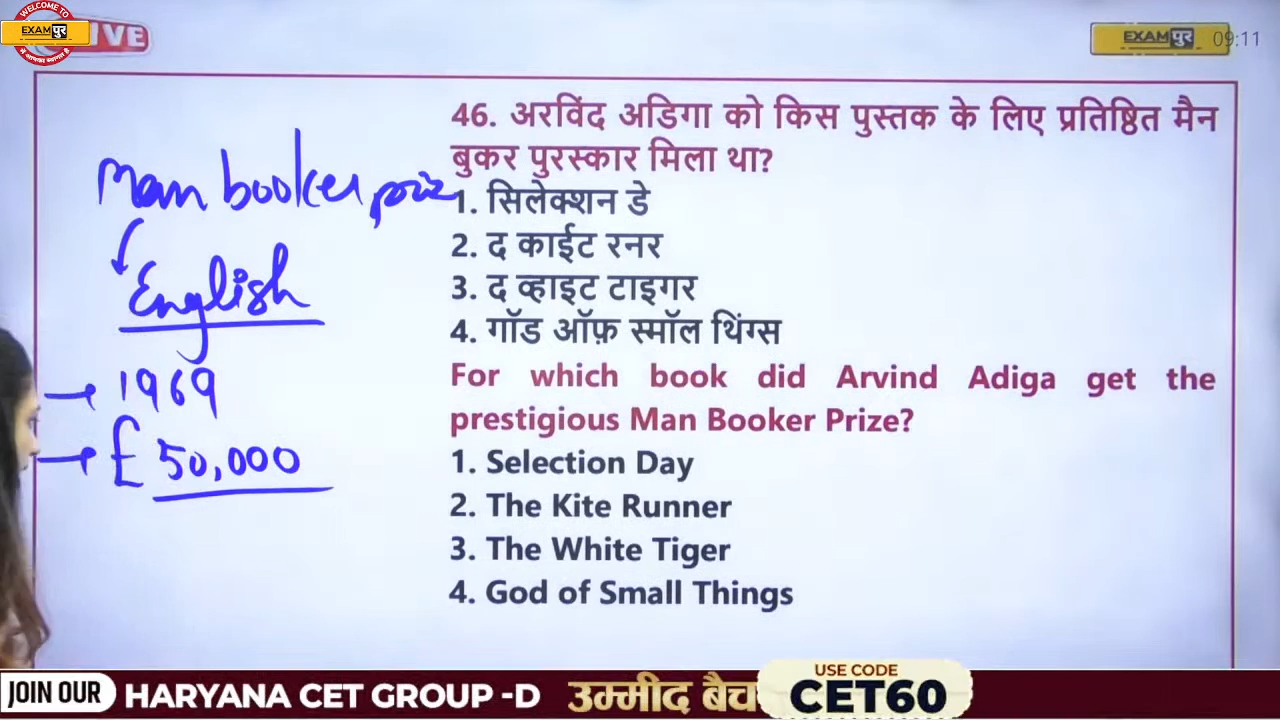 WELCOME TO
EXAMपुर
में आपका स्वागत है
LIVE
EXAMपुर
09:11
46. अरविंद अडिगा को किस पुस्तक के लिए प्रतिष्ठित मैन
बुकर पुरस्कार मिला था?
1. सिलेक्शन डे
2. द काईट रनर
3. द व्हाइट टाइगर
4. गॉड ऑफ़ स्मॉल थिंग्स
For which book did Arvind Adiga get the
prestigious Man Booker Prize?
1. Selection Day
2. The Kite Runner
3. The White Tiger
4. God of Small Things
Man booker prize
English
1969
£ 50,000
JOIN OUR
HARYANA CET GROUP -D
उम्मीद बैच
USE CODE
CET60